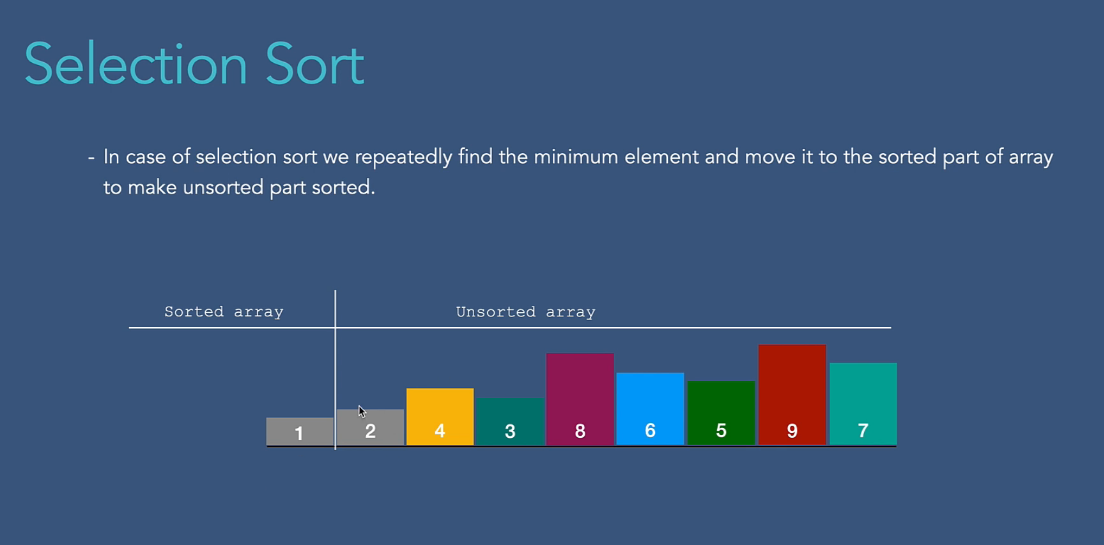 Selection Sort
- In case of selection sort we repeatedly find the minimum element and move it to the sorted part of array
to make unsorted part sorted.
Sorted array Unsorted array
1 2 4 3 8 6 5 9 7